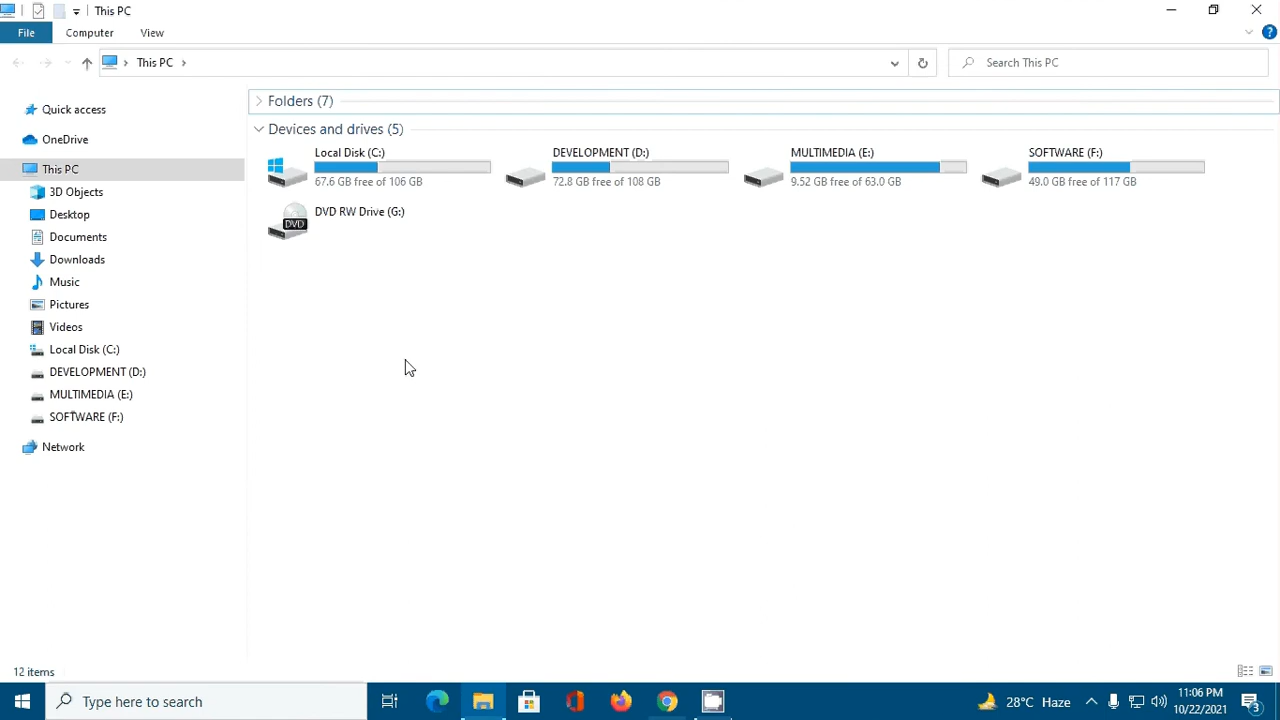 This PC
File
Computer
View
This PC
Search This PC
Quick access
OneDrive
This PC
3D Objects
Desktop
Documents
Downloads
Music
Pictures
Videos
Local Disk (C:)
DEVELOPMENT (D:)
MULTIMEDIA (E:)
SOFTWARE (F:)
Network
Folders (7)
Devices and drives (5)
Local Disk (C:)
67.6 GB free of 106 GB
DEVELOPMENT (D:)
72.8 GB free of 108 GB
MULTIMEDIA (E:)
9.52 GB free of 63.0 GB
SOFTWARE (F:)
49.0 GB free of 117 GB
DVD
DVD RW Drive (G:)
12 items
Type here to search
28°C Haze
11:06 PM
10/22/2021
3